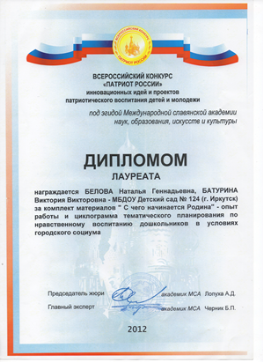 ВСЕРОССИЙСКИЙ КОНКУРС
«ПАТРИОТ РОССИИ»
инновационных идей и проектов
патриотического воспитания детей и молодежи
под эгидой Международной славянской академии
наук, образования, искусств и культуры
ДИПЛОМОМ
ЛАУРЕАТА
награждается БЕЛОВА Наталья Геннадьевна, БАТУРИНА
Виктория Викторовна - МБДОУ Детский сад № 124 (г. Иркутск)
за комплект материалов " С чего начинается Родина" - опыт
работы и циклограмма тематического планирования по
нравственному воспитанию дошкольников в условиях
городского социума
Председатель жюри академик МСА Лопуха А.Д.
Главный эксперт академик МСА Черник Б.П.
2012